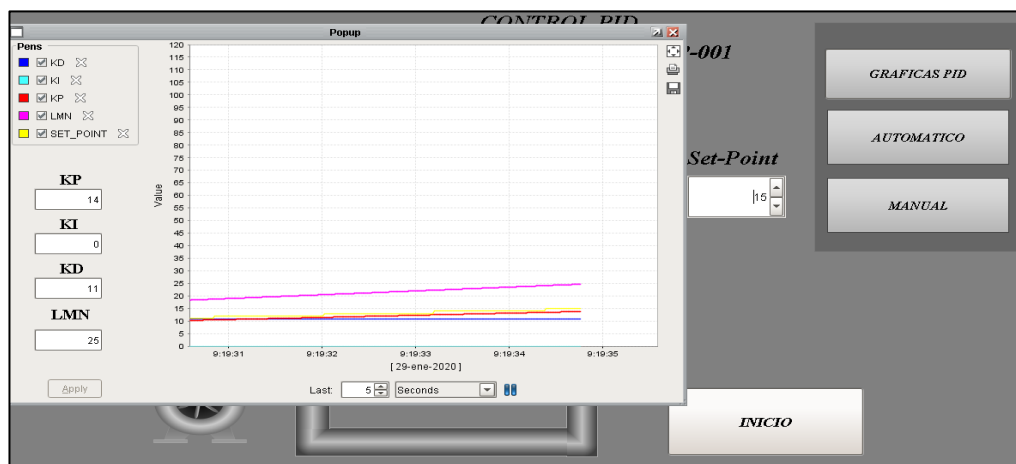 CONTROL PID
Popup
Pens
KD
KI
KP
LMN
SET_POINT
KP
14
KI
0
KD
11
LMN
25
Apply
Value
120
115
110
105
100
95
90
85
80
75
70
65
60
55
50
45
40
35
30
25
20
15
10
5
0
9:19:31 9:19:32 9:19:33 9:19:34 9:19:35
[ 29-ene-2020 ]
Last: 5 Seconds
-001
Set-Point
15
GRAFICAS PID
AUTOMATICO
MANUAL
INICIO